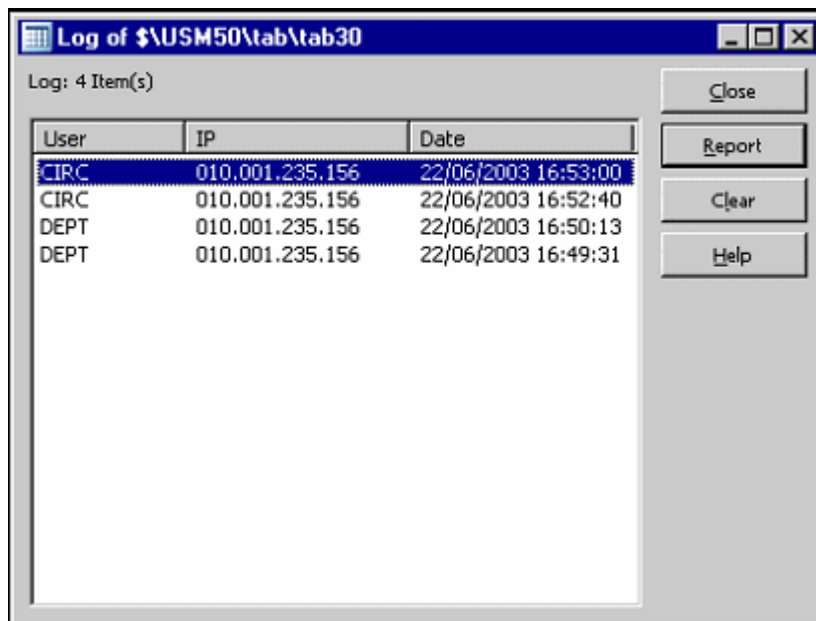 Log of $\USM50\tab\tab30
Log: 4 Item(s)
Close
Report
Clear
Help
User IP Date
CIRC 010.001.235.156 22/06/2003 16:53:00
CIRC 010.001.235.156 22/06/2003 16:52:40
DEPT 010.001.235.156 22/06/2003 16:50:13
DEPT 010.001.235.156 22/06/2003 16:49:31